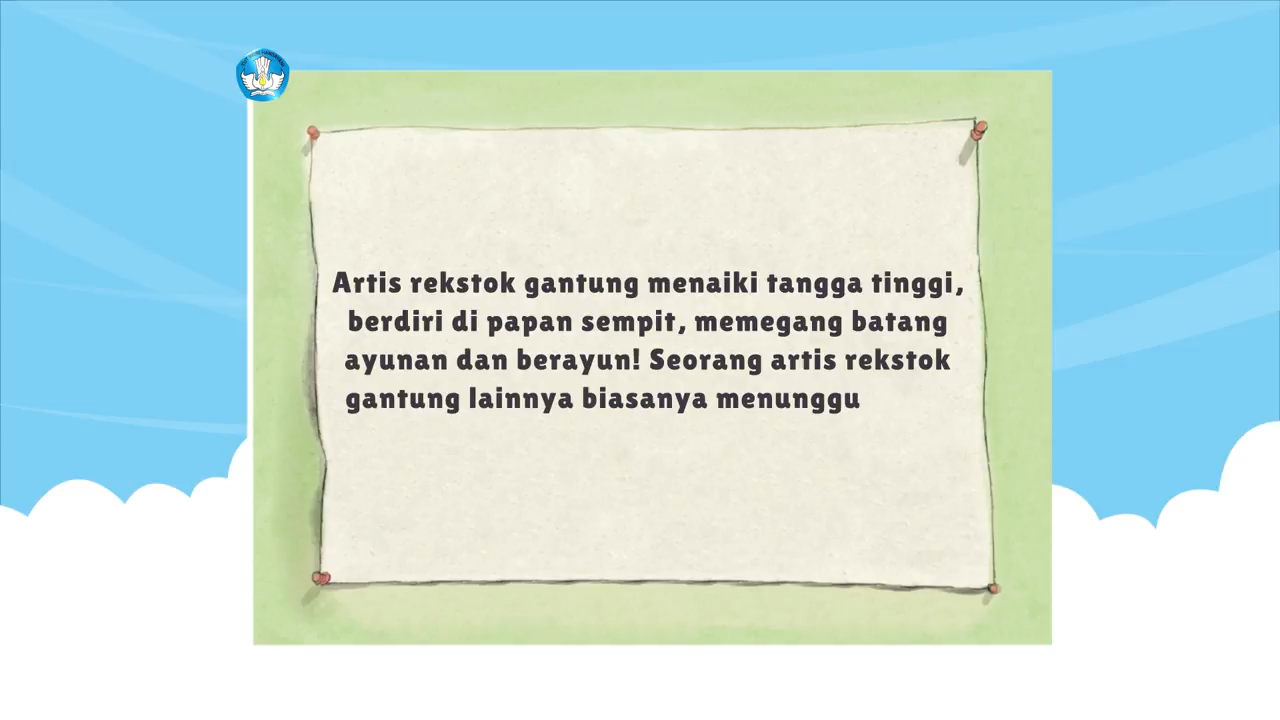 Artis rekstok gantung menaiki tangga tinggi,
berdiri di papan sempit, memegang batang
ayunan dan berayun! Seorang artis rekstok
gantung lainnya biasanya menunggu